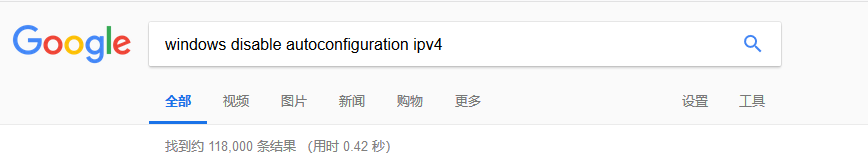 Google windows disable autoconfiguration ipv4
全部 视频 图片 新闻 购物 更多 设置 工具
找到约 118,000 条结果 （用时 0.42 秒）